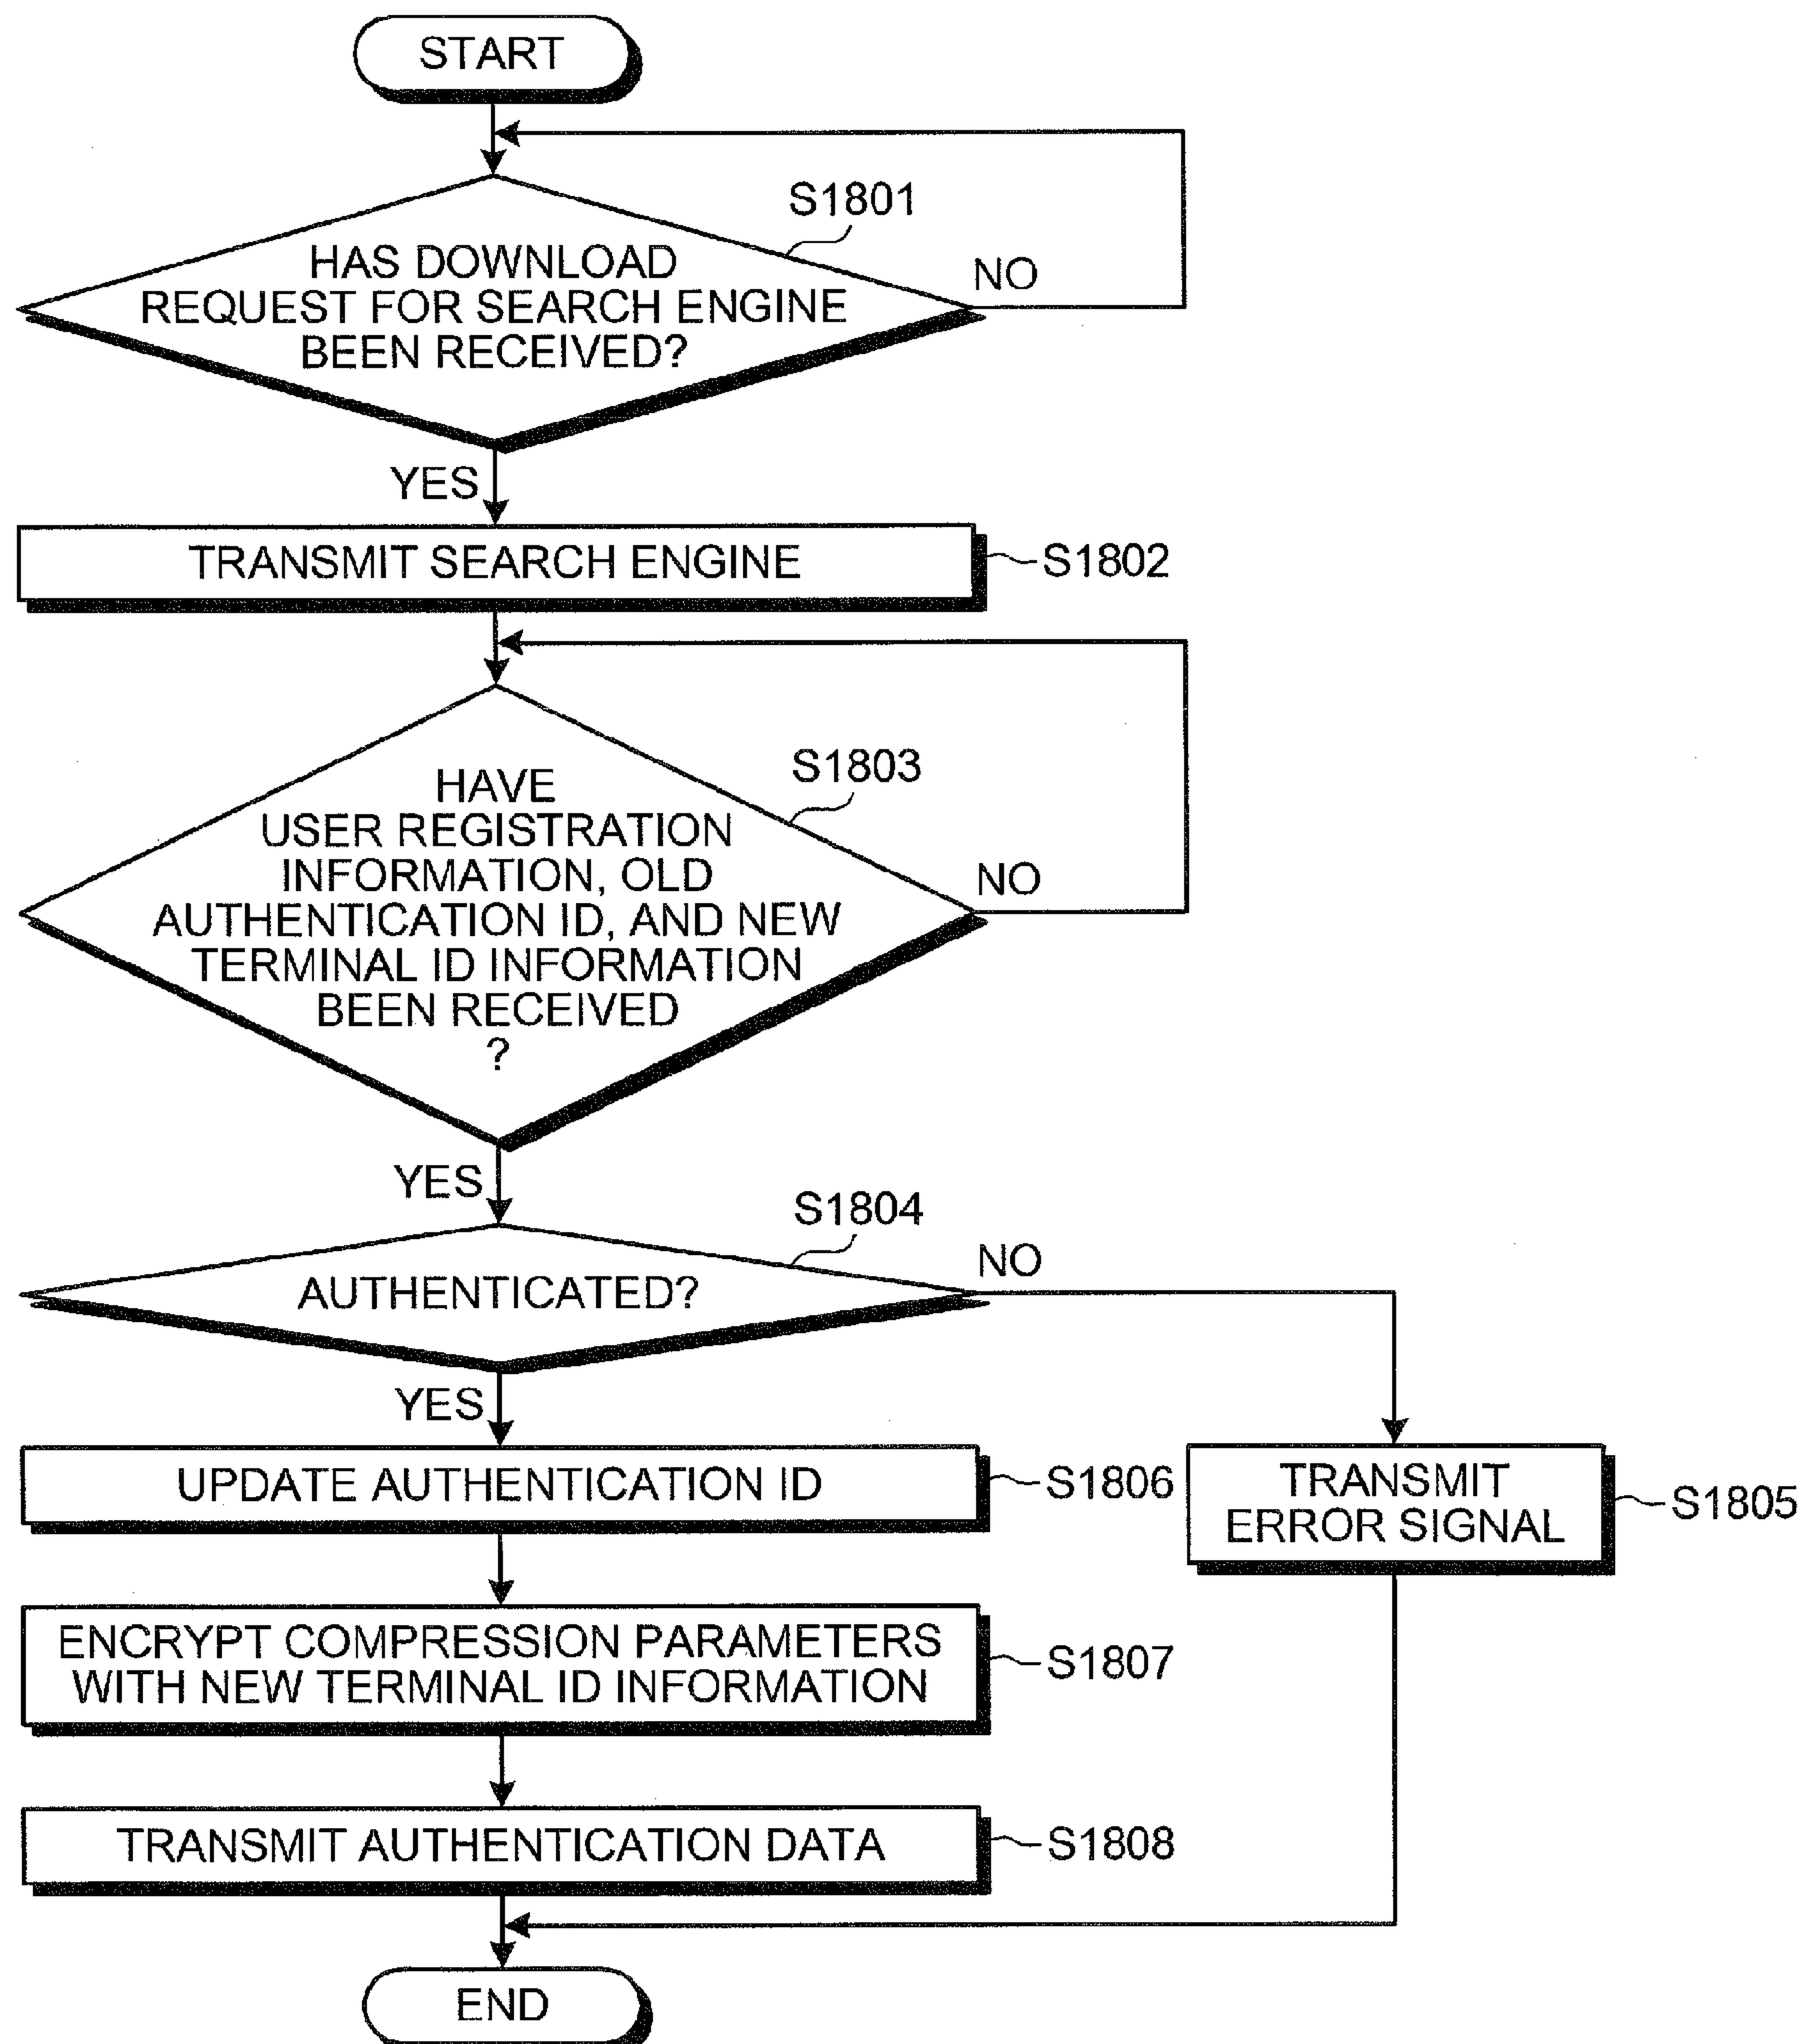 START
S1801
HAS DOWNLOAD
REQUEST FOR SEARCH ENGINE
BEEN RECEIVED?
NO
YES
TRANSMIT SEARCH ENGINE
S1802
S1803
HAVE
USER REGISTRATION
INFORMATION, OLD
AUTHENTICATION ID, AND NEW
TERMINAL ID INFORMATION
BEEN RECEIVED
?
NO
YES
S1804
AUTHENTICATED?
NO
YES
UPDATE AUTHENTICATION ID
S1806
TRANSMIT
ERROR SIGNAL
S1805
ENCRYPT COMPRESSION PARAMETERS
WITH NEW TERMINAL ID INFORMATION
S1807
TRANSMIT AUTHENTICATION DATA
S1808
END